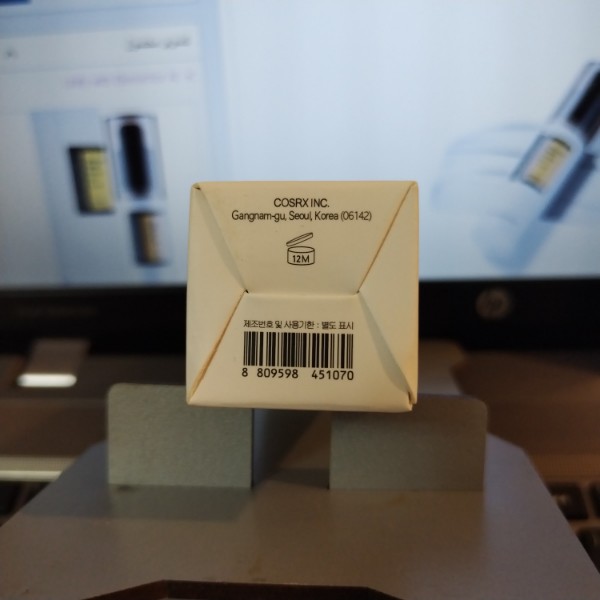 COSRX INC.
Gangnam-gu, Seoul, Korea (06142)
12M
제조번호 및 사용기한 : 별도 표시
8 809598 451070
hp